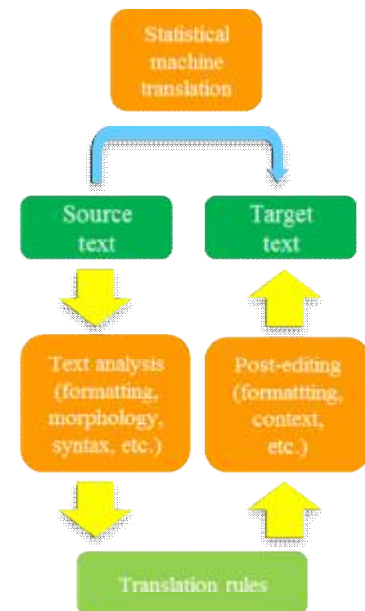 Statistical
machine
translation
Source
text
Target
text
Text analysis
(formatting,
morphology,
syntax, etc.)
Post-editing
(formattting,
context,
etc.)
Translation rules